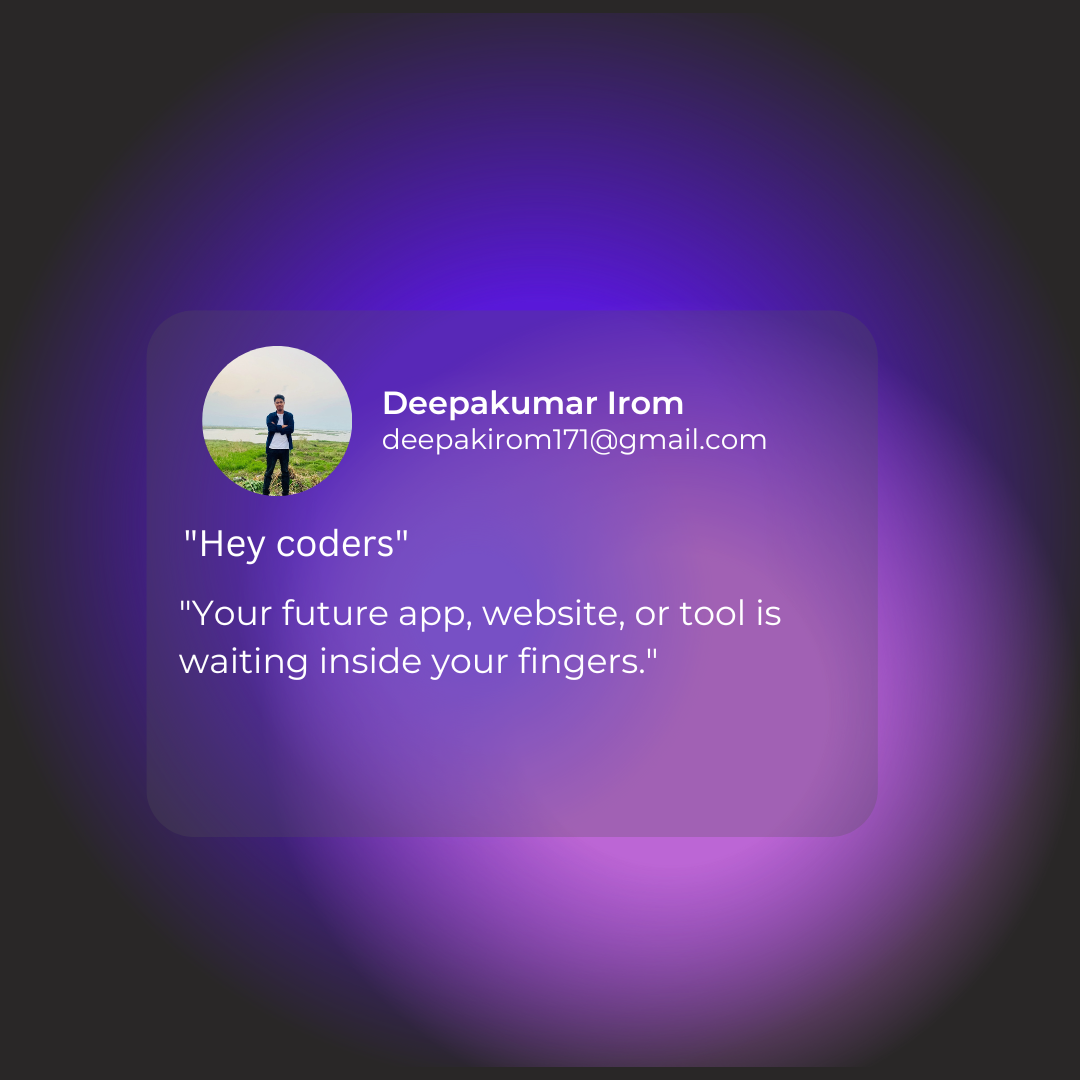 Deepakumar Irom
deepakirom171@gmail.com
"Hey coders"
"Your future app, website, or tool is
waiting inside your fingers."